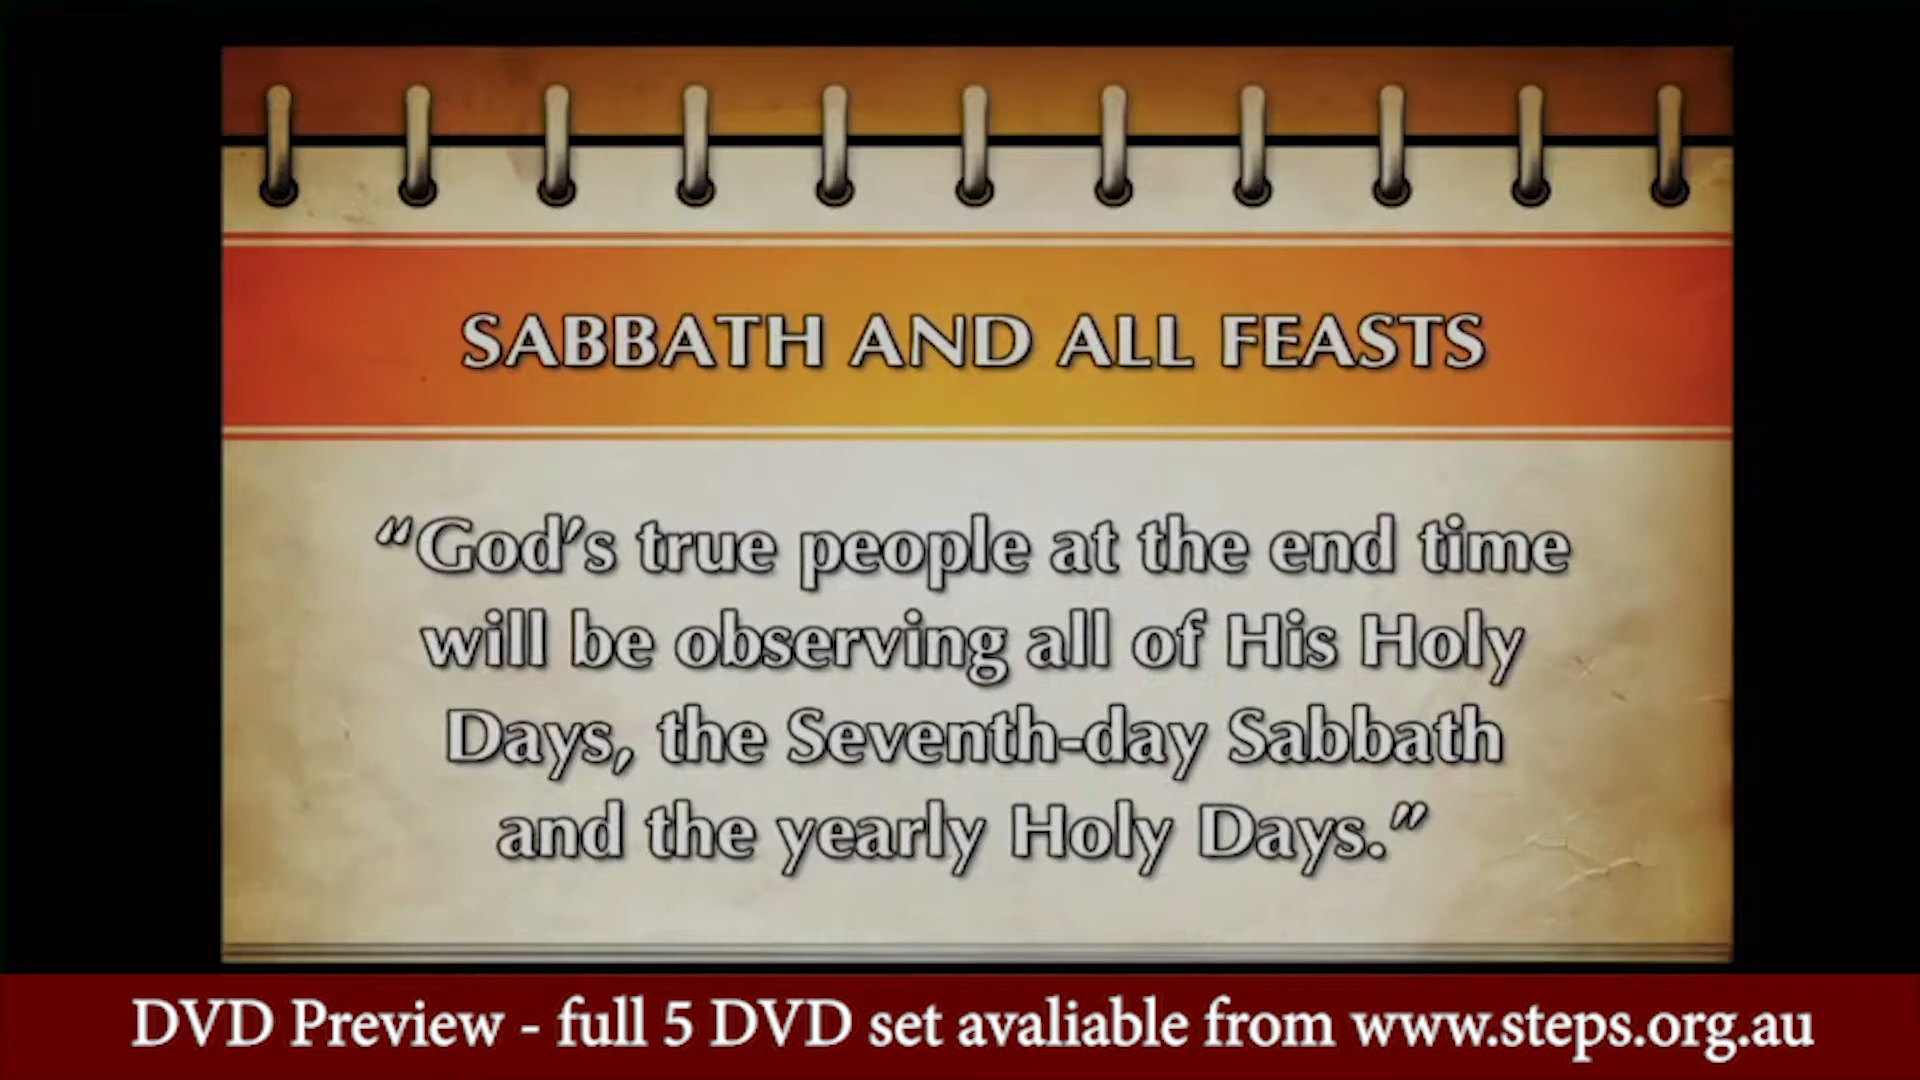 SABBATH AND ALL FEASTS
“God’s true people at the end time
will be observing all of His Holy
Days, the Seventh-day Sabbath
and the yearly Holy Days.”
DVD Preview - full 5 DVD set avaliable from www.steps.org.au